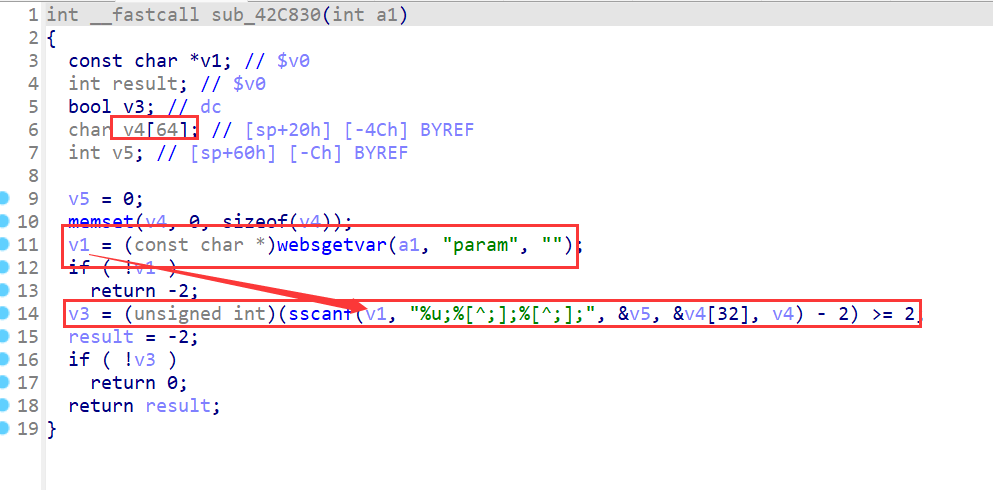 1 int __fastcall sub_42C830(int a1)
2 {
3 const char *v1; // $v0
4 int result; // $v0
5 bool v3; // dc
6 char v4[64]; // [sp+20h] [-4Ch] BYREF
7 int v5; // [sp+60h] [-Ch] BYREF
8
9 v5 = 0;
10 memset(v4, 0, sizeof(v4));
11 v1 = (const char *)websgetvar(a1, "param", "");
12 if ( !v1 )
13 return -2;
14 v3 = (unsigned int)(sscanf(v1, "%u;%[^;];%[^;];", &v5, &v4[32], v4) - 2) >= 2
15 result = -2;
16 if ( !v3 )
17 return 0;
18 return result;
19 }